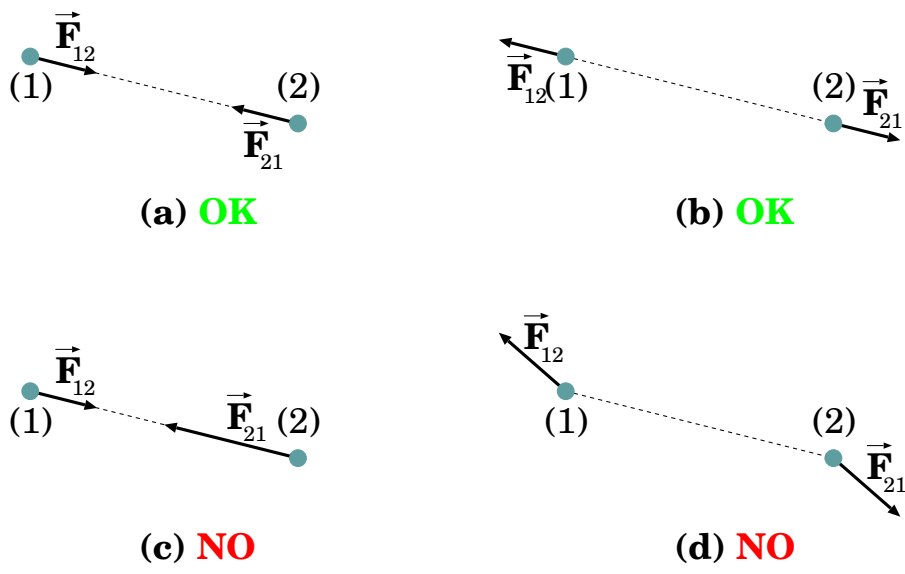 F₁₂
(1)
(2)
F₂₁
(a) OK
F₁₂
(1)
(2)
F₂₁
(b) OK
F₁₂
(1)
F₂₁
(2)
(c) NO
F₁₂
(1)
(2)
F₂₁
(d) NO